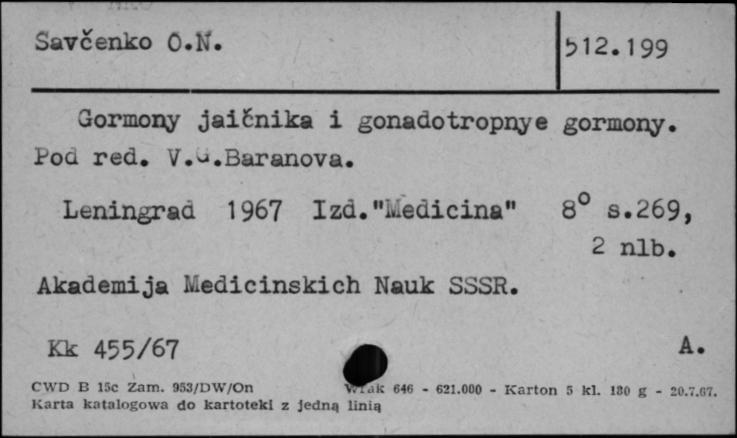 Savčenko O.N.
512.199
Gormony jaičnika i gonadotropnye gormony.
Pod red. V.G.Baranova.
Leningrad 1967 Izd."Medicina" 8° s.269,
2 nlb.
Akademija Medicinskich Nauk SSSR.
Kk 455/67
A.
CWD B 15c Zam. 953/DW/On Wfak 646 - 621.000 - Karton 5 kl. 180 g - 20.7.67.
Karta katalogowa do kartoteki z jedną linią